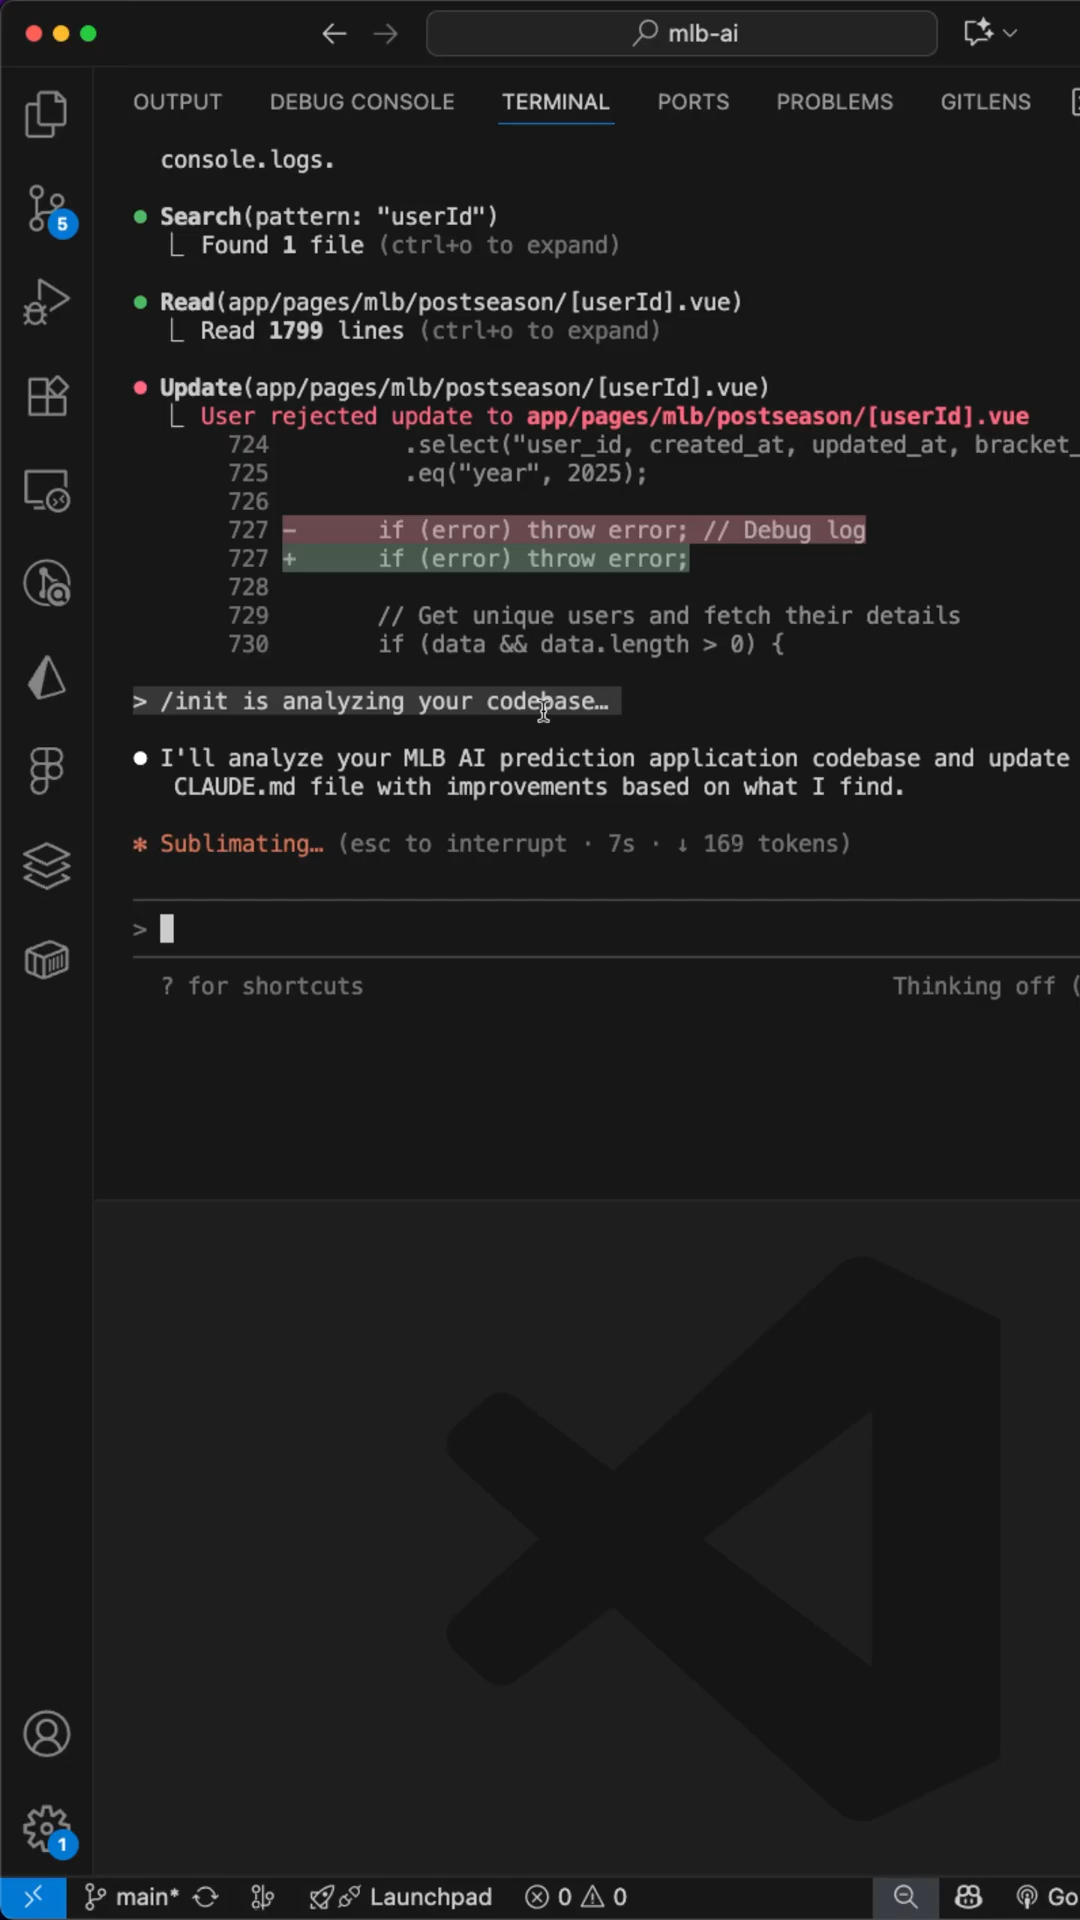 mlb-ai
OUTPUT DEBUG CONSOLE TERMINAL PORTS PROBLEMS GITLENS
console.logs.
Search(pattern: "userId")
Found 1 file (ctrl+o to expand)
Read(app/pages/mlb/postseason/[userId].vue)
Read 1799 lines (ctrl+o to expand)
Update(app/pages/mlb/postseason/[userId].vue)
User rejected update to app/pages/mlb/postseason/[userId].vue
724 .select("user_id, created_at, updated_at, bracket_
725 .eq("year", 2025);
726
727 - if (error) throw error; // Debug log
727 + if (error) throw error;
728
729 // Get unique users and fetch their details
730 if (data && data.length > 0) {
> /init is analyzing your codebase…
I'll analyze your MLB AI prediction application codebase and update
CLAUDE.md file with improvements based on what I find.
* Sublimating… (esc to interrupt · 7s · ↓ 169 tokens)
>
? for shortcuts Thinking off (
5
1
main* Launchpad 0 0 Go